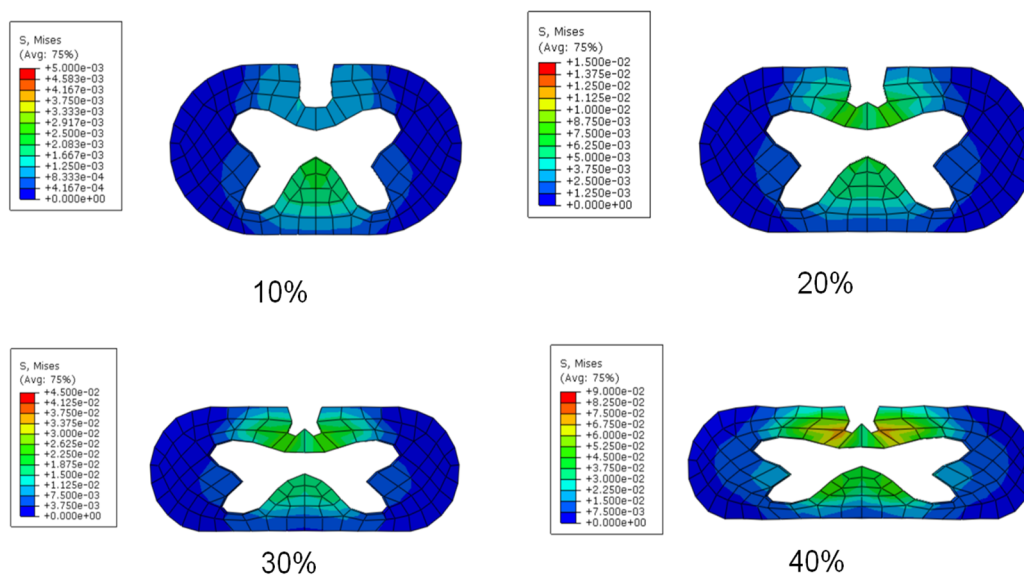 S, Mises
(Avg: 75%)
+5.000e-03
+4.583e-03
+4.167e-03
+3.750e-03
+3.333e-03
+2.917e-03
+2.500e-03
+2.083e-03
+1.667e-03
+1.250e-03
+8.333e-04
+4.167e-04
+0.000e+00
10%
S, Mises
(Avg: 75%)
+1.500e-02
+1.375e-02
+1.250e-02
+1.125e-02
+1.000e-02
+8.750e-03
+7.500e-03
+6.250e-03
+5.000e-03
+3.750e-03
+2.500e-03
+1.250e-03
+0.000e+00
20%
S, Mises
(Avg: 75%)
+4.500e-02
+4.125e-02
+3.750e-02
+3.375e-02
+3.000e-02
+2.625e-02
+2.250e-02
+1.875e-02
+1.500e-02
+1.125e-02
+7.500e-03
+3.750e-03
+0.000e+00
30%
S, Mises
(Avg: 75%)
+9.000e-02
+8.250e-02
+7.500e-02
+6.750e-02
+6.000e-02
+5.250e-02
+4.500e-02
+3.750e-02
+3.000e-02
+2.250e-02
+1.500e-02
+7.500e-03
+0.000e+00
40%